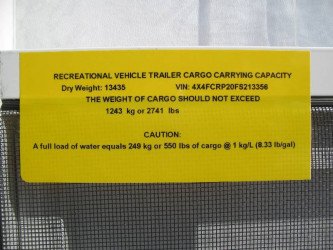 RECREATIONAL VEHICLE TRAILER CARGO CARRYING CAPACITY
Dry Weight: 13435 VIN: 4X4FCRP20FS213356
THE WEIGHT OF CARGO SHOULD NOT EXCEED
1243 kg or 2741 lbs
CAUTION:
A full load of water equals 249 kg or 550 lbs of cargo @ 1 kg/L (8.33 lb/gal)